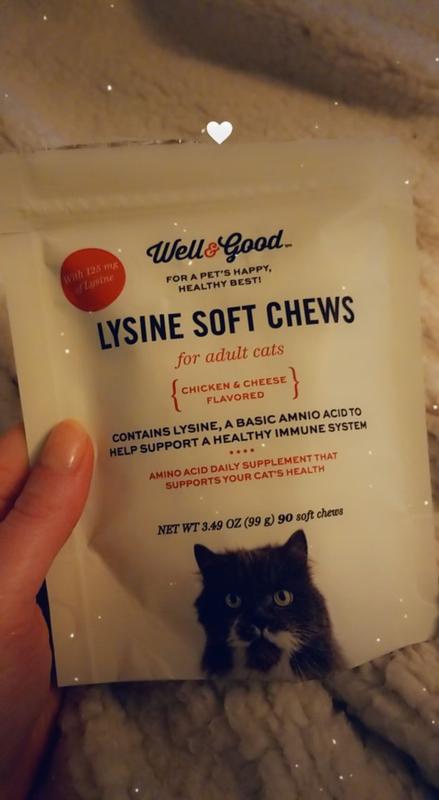 Well&Good
FOR A PET'S HAPPY,
HEALTHY BEST!
With 125 mg
of Lysine
LYSINE SOFT CHEWS
for adult cats
{CHICKEN & CHEESE
FLAVORED}
CONTAINS LYSINE, A BASIC AMNIO ACID TO
HELP SUPPORT A HEALTHY IMMUNE SYSTEM
AMINO ACID DAILY SUPPLEMENT THAT
SUPPORTS YOUR CAT'S HEALTH
NET WT 3.49 OZ (99 g) 90 soft chews